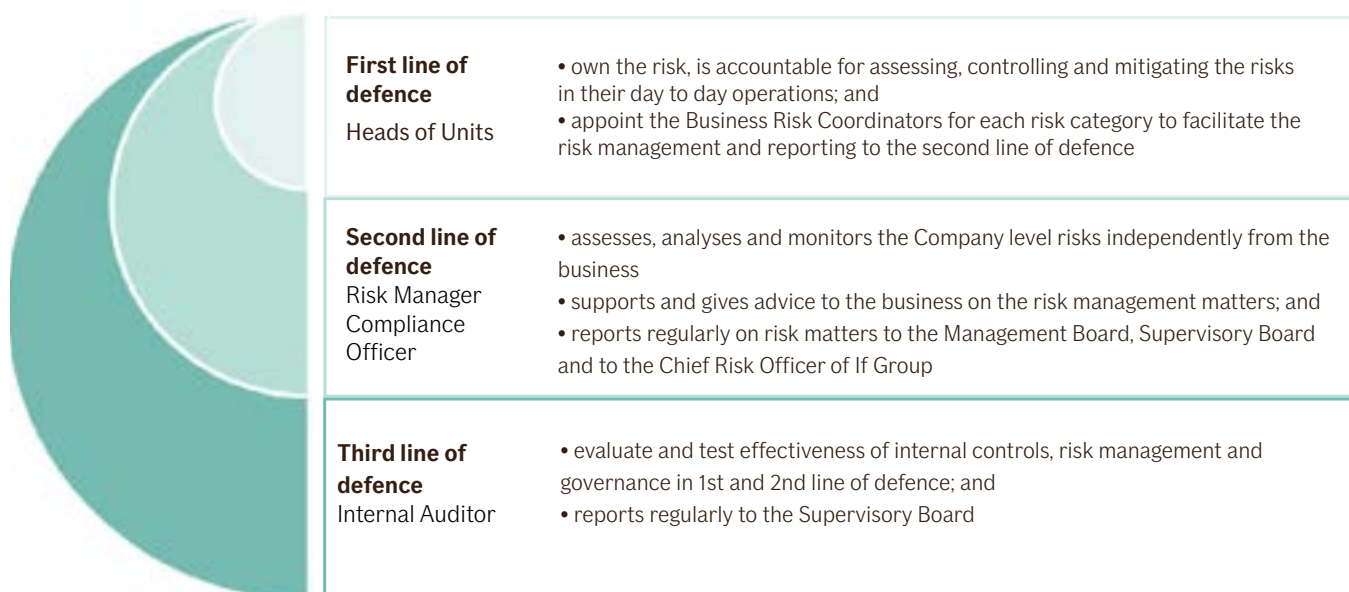 First line of
defence
Heads of Units
• own the risk, is accountable for assessing, controlling and mitigating the risks
in their day to day operations; and
• appoint the Business Risk Coordinators for each risk category to facilitate the
risk management and reporting to the second line of defence
Second line of
defence
Risk Manager
Compliance
Officer
• assesses, analyses and monitors the Company level risks independently from the
business
• supports and gives advice to the business on the risk management matters; and
• reports regularly on risk matters to the Management Board, Supervisory Board
and to the Chief Risk Officer of If Group
Third line of
defence
Internal Auditor
• evaluate and test effectiveness of internal controls, risk management and
governance in 1st and 2nd line of defence; and
• reports regularly to the Supervisory Board